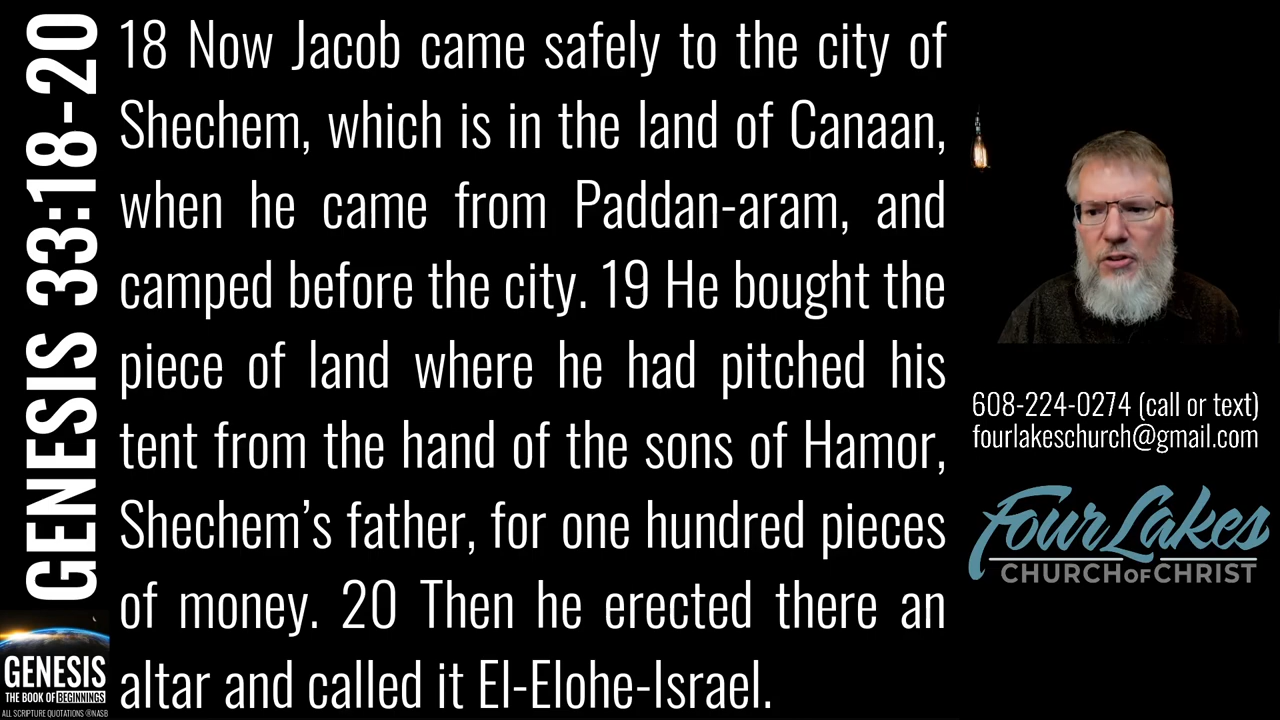 GENESIS 33:18-20
18 Now Jacob came safely to the city of
Shechem, which is in the land of Canaan,
when he came from Paddan-aram, and
camped before the city. 19 He bought the
piece of land where he had pitched his
tent from the hand of the sons of Hamor,
Shechem’s father, for one hundred pieces
of money. 20 Then he erected there an
altar and called it El-Elohe-Israel.
608-224-0274 (call or text)
fourlakeschurch@gmail.com
Four Lakes
CHURCH OF CHRIST
GENESIS
THE BOOK OF BEGINNINGS
ALL SCRIPTURE QUOTATIONS ®NASB